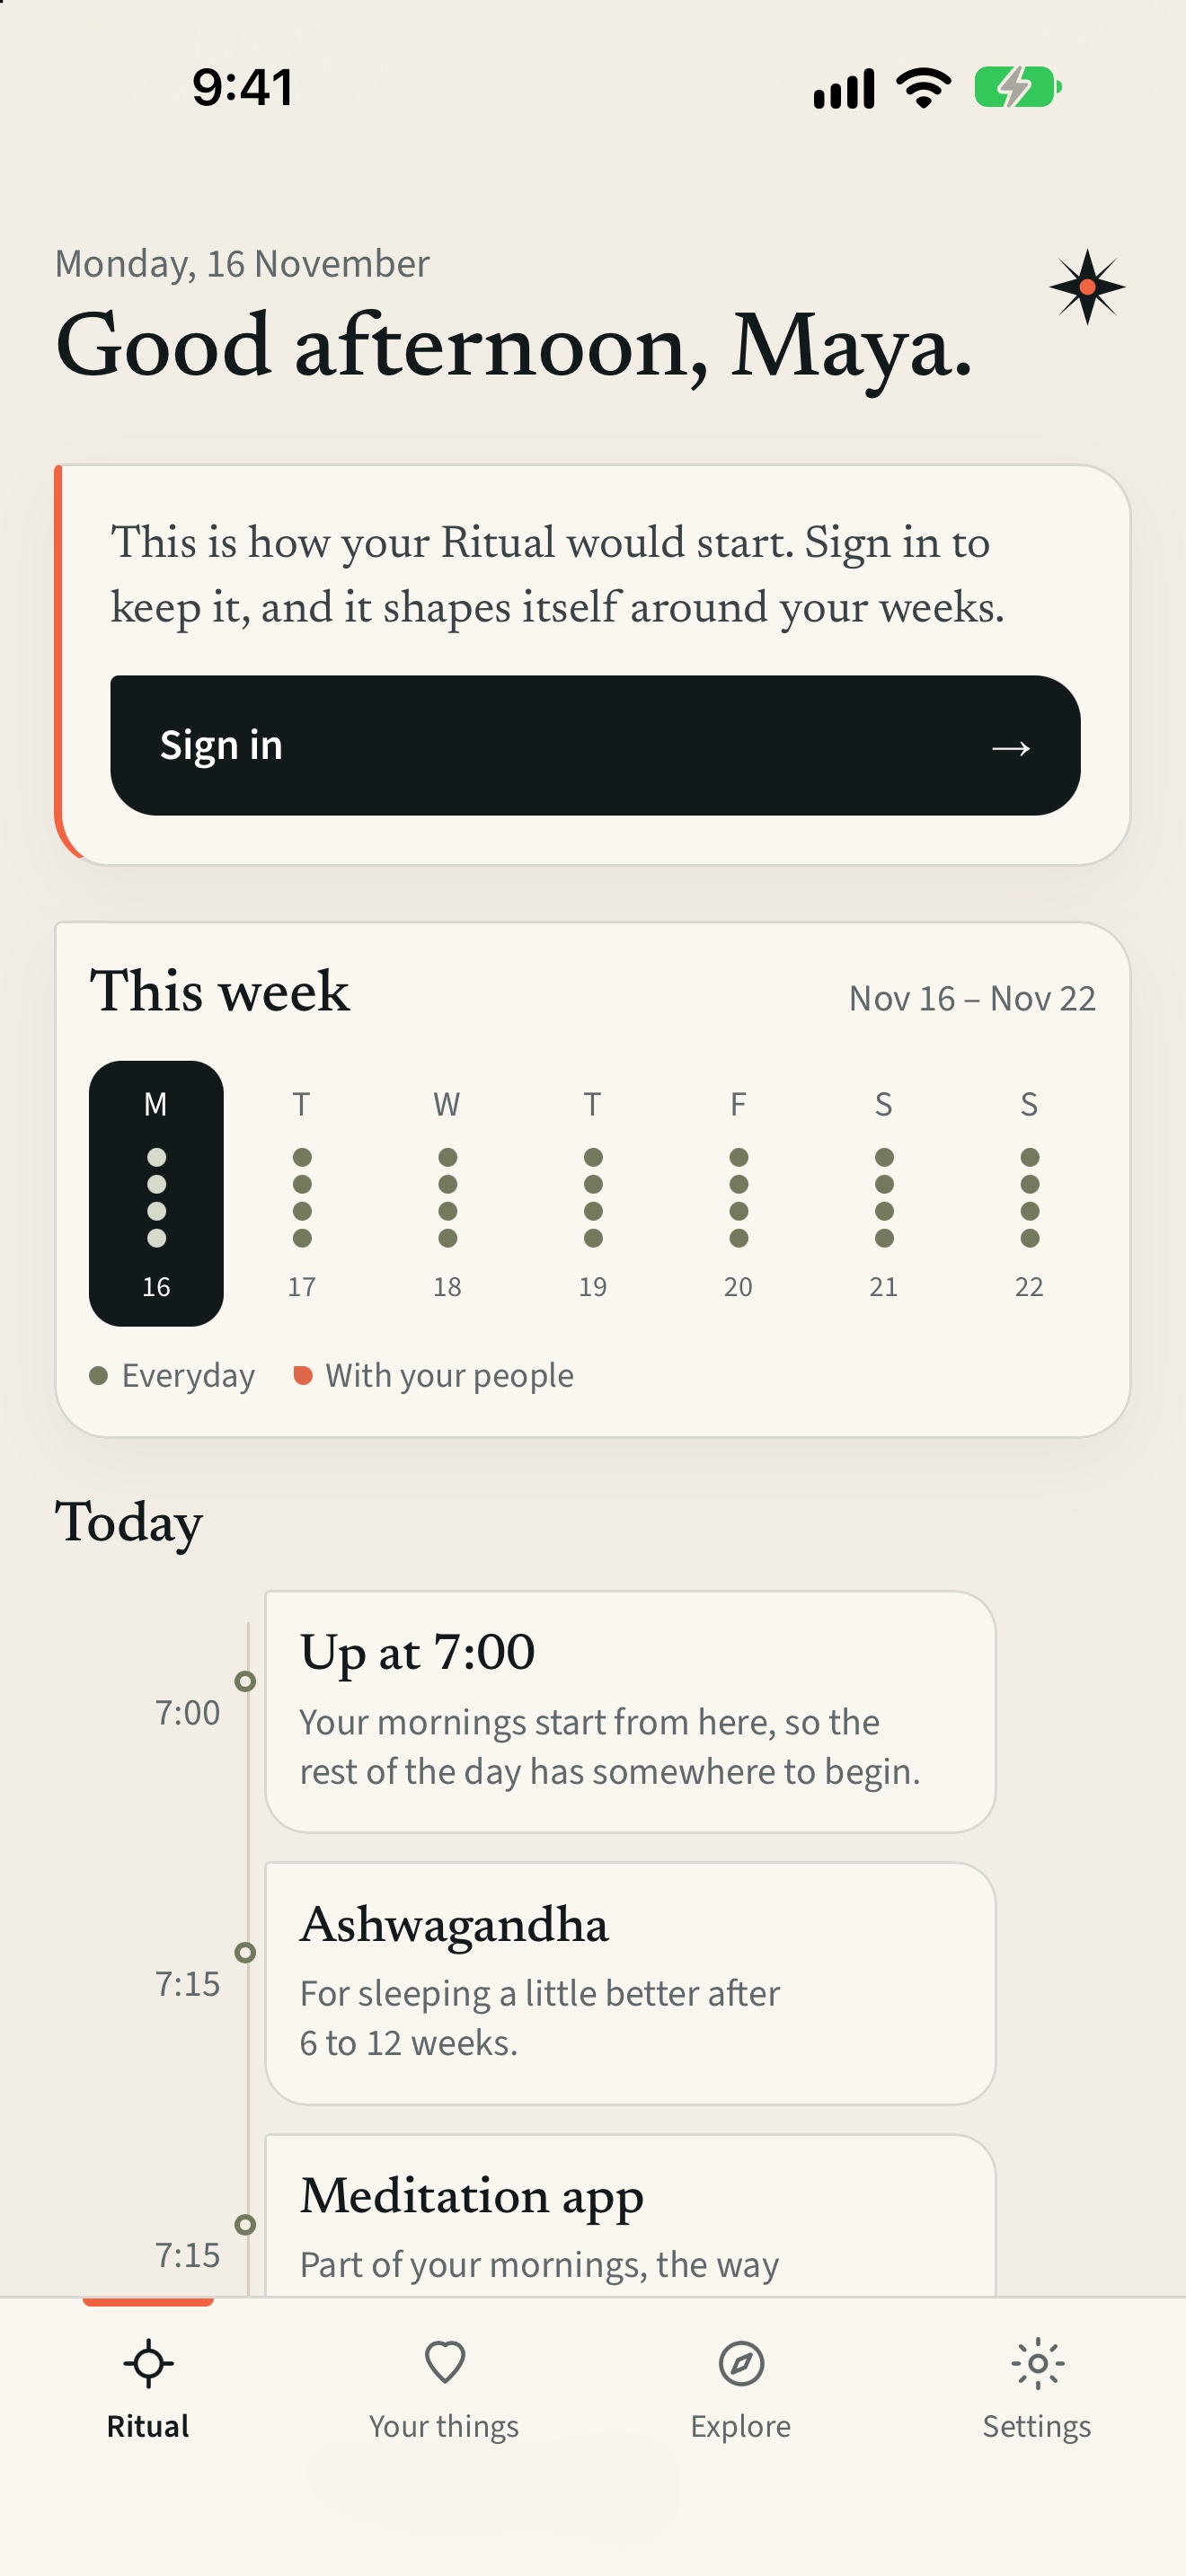 9:41
Monday, 16 November
Good afternoon, Maya.
This is how your Ritual would start. Sign in to
keep it, and it shapes itself around your weeks.
Sign in →
This week
Nov 16 – Nov 22
M T W T F S S
16 17 18 19 20 21 22
Everyday With your people
Today
7:00
Up at 7:00
Your mornings start from here, so the
rest of the day has somewhere to begin.
7:15
Ashwagandha
For sleeping a little better after
6 to 12 weeks.
7:15
Meditation app
Part of your mornings, the way
Ritual Your things Explore Settings